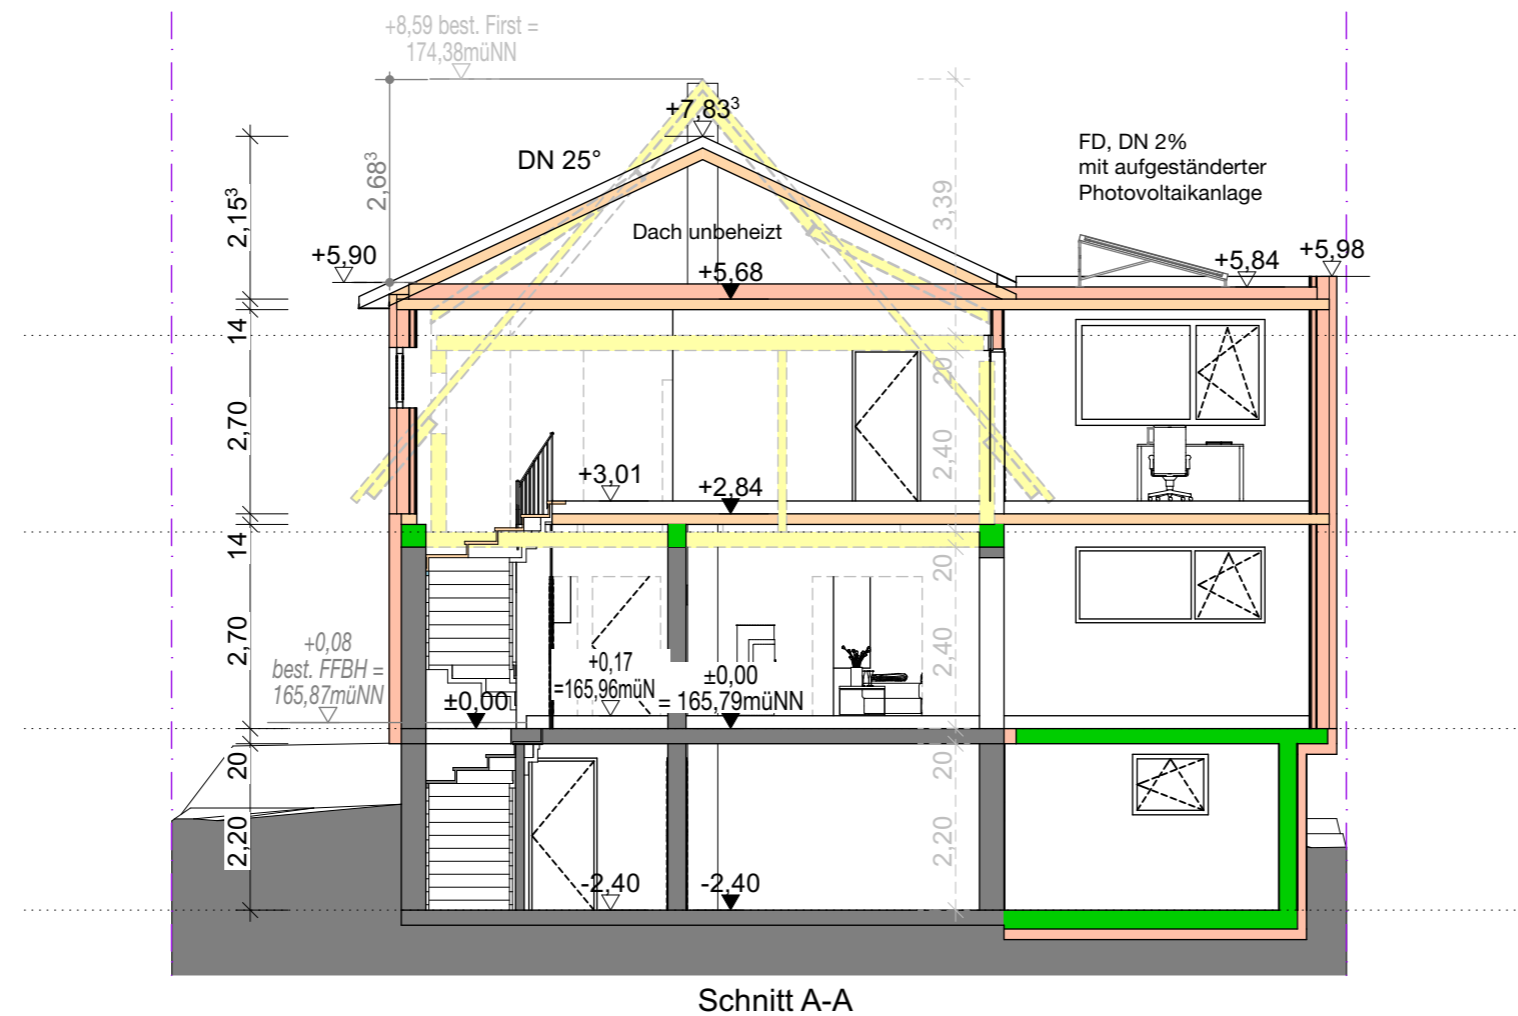 +8,59 best. First =
174,38müNN
+7,83³
DN 25°
FD, DN 2%
mit aufgeständerter
Photovoltaikanlage
2,68³
2,15³
3,39
Dach unbeheizt
+5,90
+5,68
+5,84
+5,98
14
20
2,70
2,40
+3,01
+2,84
14
20
2,70
2,40
+0,08
best. FFBH =
165,87müNN
±0,00
+0,17
=165,96müN
±0,00
= 165,79müNN
20
20
2,20
2,20
-2,40
-2,40
Schnitt A-A